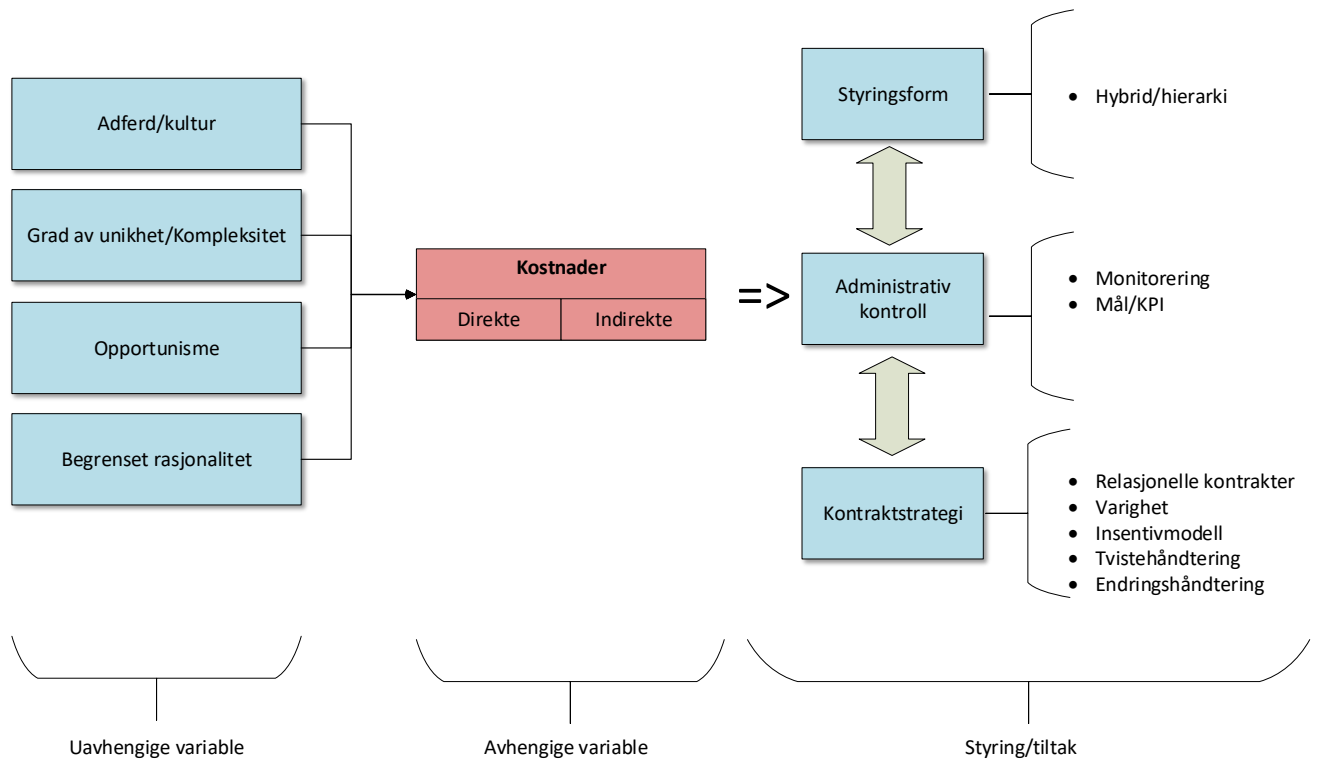 Adferd/kultur
Grad av unikhet/Kompleksitet
Opportunisme
Begrenset rasjonalitet
Kostnader
Direkte
Indirekte
=>
Styringsform
• Hybrid/hierarki
Administrativ
kontroll
• Monitorering
• Mål/KPI
Kontraktstrategi
• Relasjonelle kontrakter
• Varighet
• Insentivmodell
• Tvistehåndtering
• Endringshåndtering
Uavhengige variable
Avhengige variable
Styring/tiltak